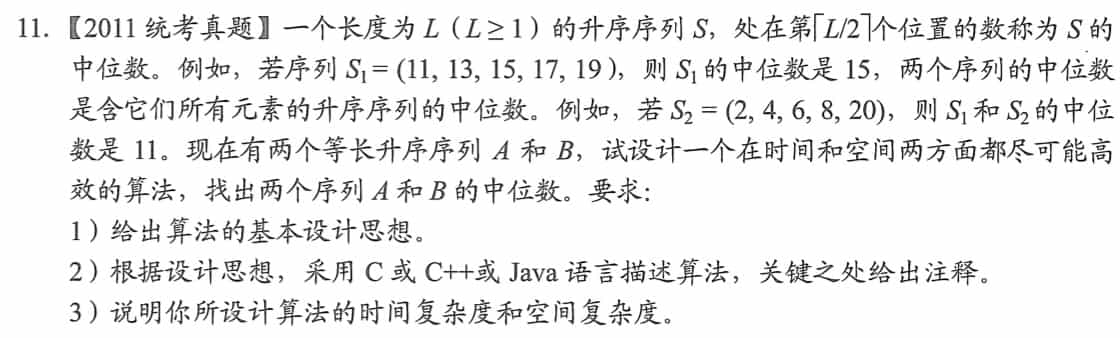 11.【2011 统考真题】一个长度为 L（L ≥ 1）的升序序列 S，处在第⌈L/2⌉个位置的数称为 S 的
中位数。例如，若序列 S₁ = (11, 13, 15, 17, 19 )，则 S₁ 的中位数是 15，两个序列的中位数
是含它们所有元素的升序序列的中位数。例如，若 S₂ = (2, 4, 6, 8, 20)，则 S₁ 和 S₂ 的中位
数是 11。现在有两个等长升序序列 A 和 B，试设计一个在时间和空间两方面都尽可能高
效的算法，找出两个序列 A 和 B 的中位数。要求：
1）给出算法的基本设计思想。
2）根据设计思想，采用 C 或 C++或 Java 语言描述算法，关键之处给出注释。
3）说明你所设计算法的时间复杂度和空间复杂度。